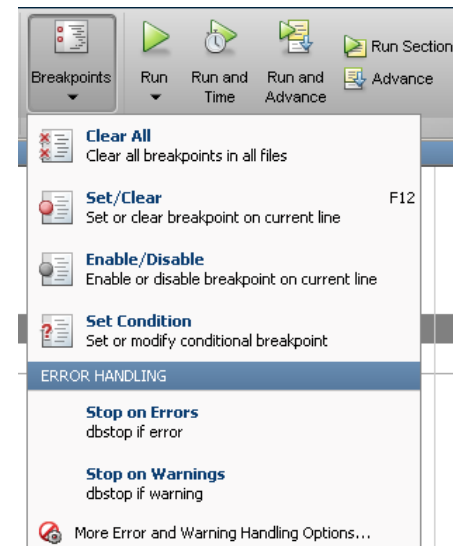 Breakpoints
Run
Run and Time
Run and Advance
Run Section
Advance
Clear All
Clear all breakpoints in all files
Set/Clear F12
Set or clear breakpoint on current line
Enable/Disable
Enable or disable breakpoint on current line
Set Condition
Set or modify conditional breakpoint
ERROR HANDLING
Stop on Errors
dbstop if error
Stop on Warnings
dbstop if warning
More Error and Warning Handling Options...